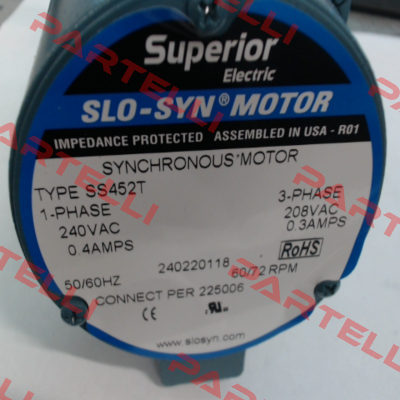 Superior
Electric
SLO-SYN® MOTOR
IMPEDANCE PROTECTED ASSEMBLED IN USA - R01
SYNCHRONOUS MOTOR
TYPE SS452T
1-PHASE 3-PHASE
240VAC 208VAC
0.4AMPS 0.3AMPS
RoHS
240220118
50/60HZ 60/72 RPM
CONNECT PER 225006
CE
www.slosyn.com
PARTELLI
PARTELLI
PARTELLI